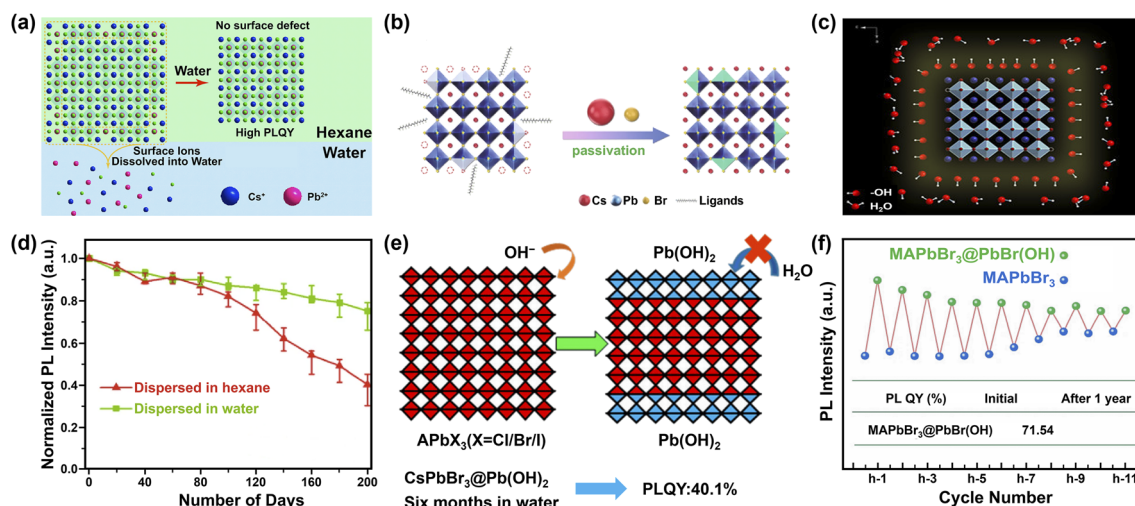 (a)
No surface defect
Water
High PLQY
Hexane
Water
Surface Ions
Dissolved into Water
Cs⁺
Pb²⁺
(b)
passivation
Cs
Pb
Br
Ligands
(c)
-OH
H₂O
(d)
Normalized PL Intensity (a.u.)
1.0
0.8
0.6
0.4
0.2
0.0
Dispersed in hexane
Dispersed in water
0 40 80 120 160 200
Number of Days
(e)
OH⁻
Pb(OH)₂
H₂O
APbX₃(X=Cl/Br/I)
Pb(OH)₂
CsPbBr₃@Pb(OH)₂
Six months in water
PLQY:40.1%
(f)
MAPbBr₃@PbBr(OH)
MAPbBr₃
PL Intensity (a.u.)
PL QY (%) Initial After 1 year
MAPbBr₃@PbBr(OH) 71.54
h-1 h-3 h-5 h-7 h-9 h-11
Cycle Number